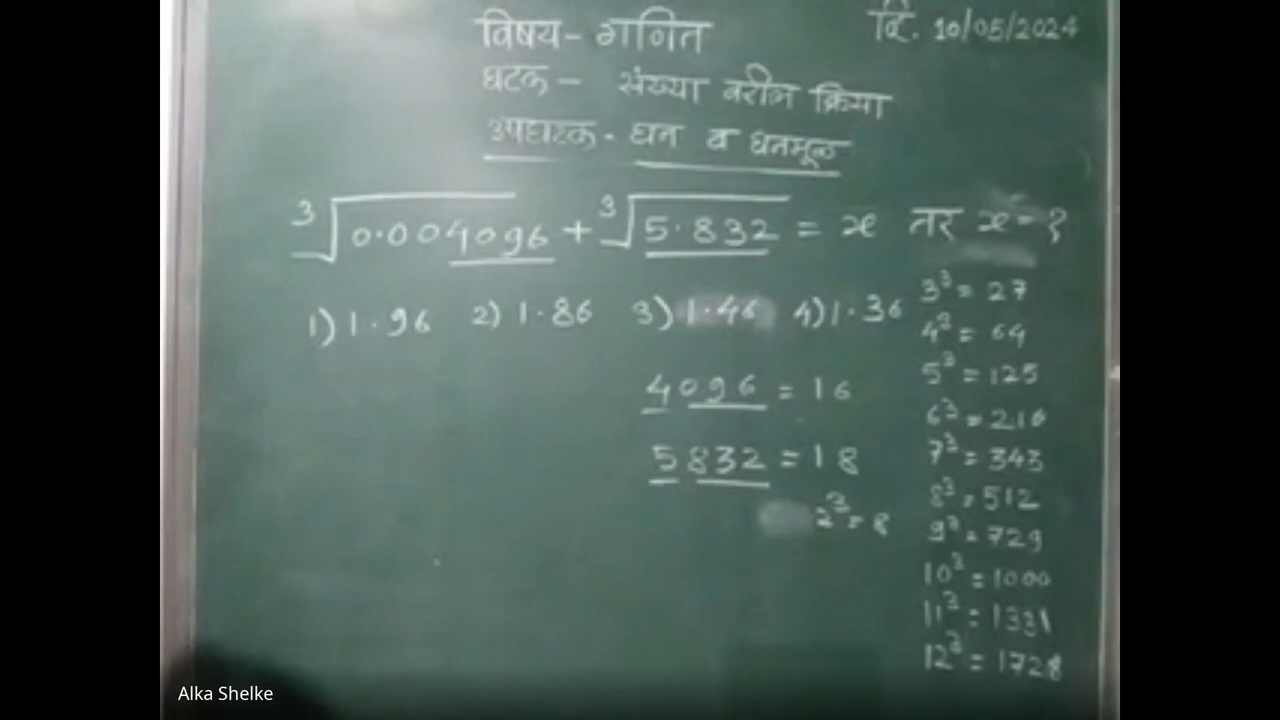 विषय- गणित
दि. 10/05/2024
घटक - संख्या वरील क्रिया
उपघटक - घन व घनमूळ
³√0.004096 + ³√5.832 = x तर x = ?
1) 1.96 2) 1.86 3) 1.46 4) 1.36
4096 = 16
5832 = 18
2³ = 8
3³ = 27
4³ = 64
5³ = 125
6³ = 216
7³ = 343
8³ = 512
9³ = 729
10³ = 1000
11³ = 1331
12³ = 1728
Alka Shelke